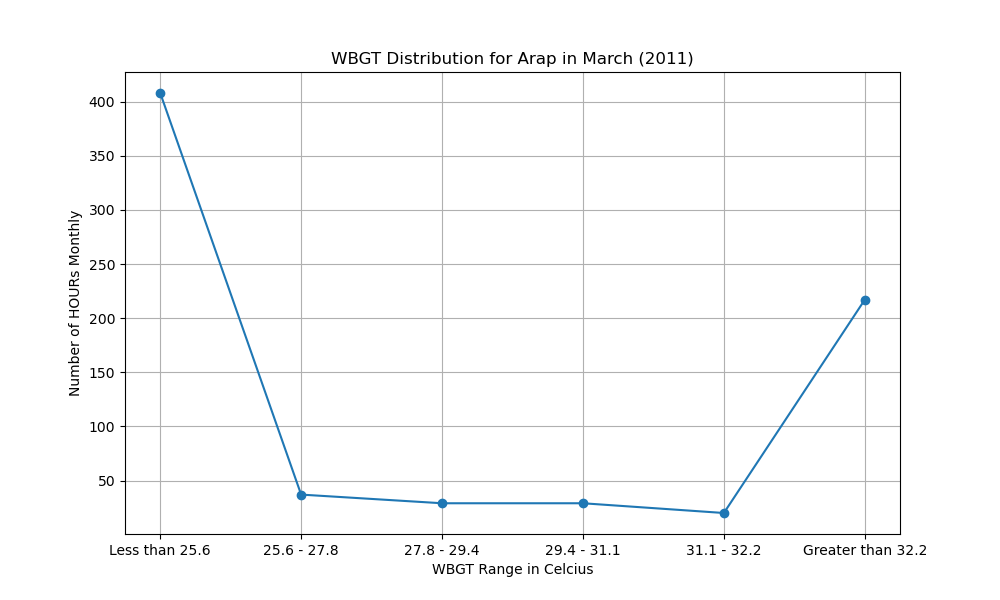 WBGT Distribution for Arap in March (2011)
Number of HOURs Monthly
400
350
300
250
200
150
100
50
Less than 25.6
25.6 - 27.8
27.8 - 29.4
29.4 - 31.1
31.1 - 32.2
Greater than 32.2
WBGT Range in Celcius